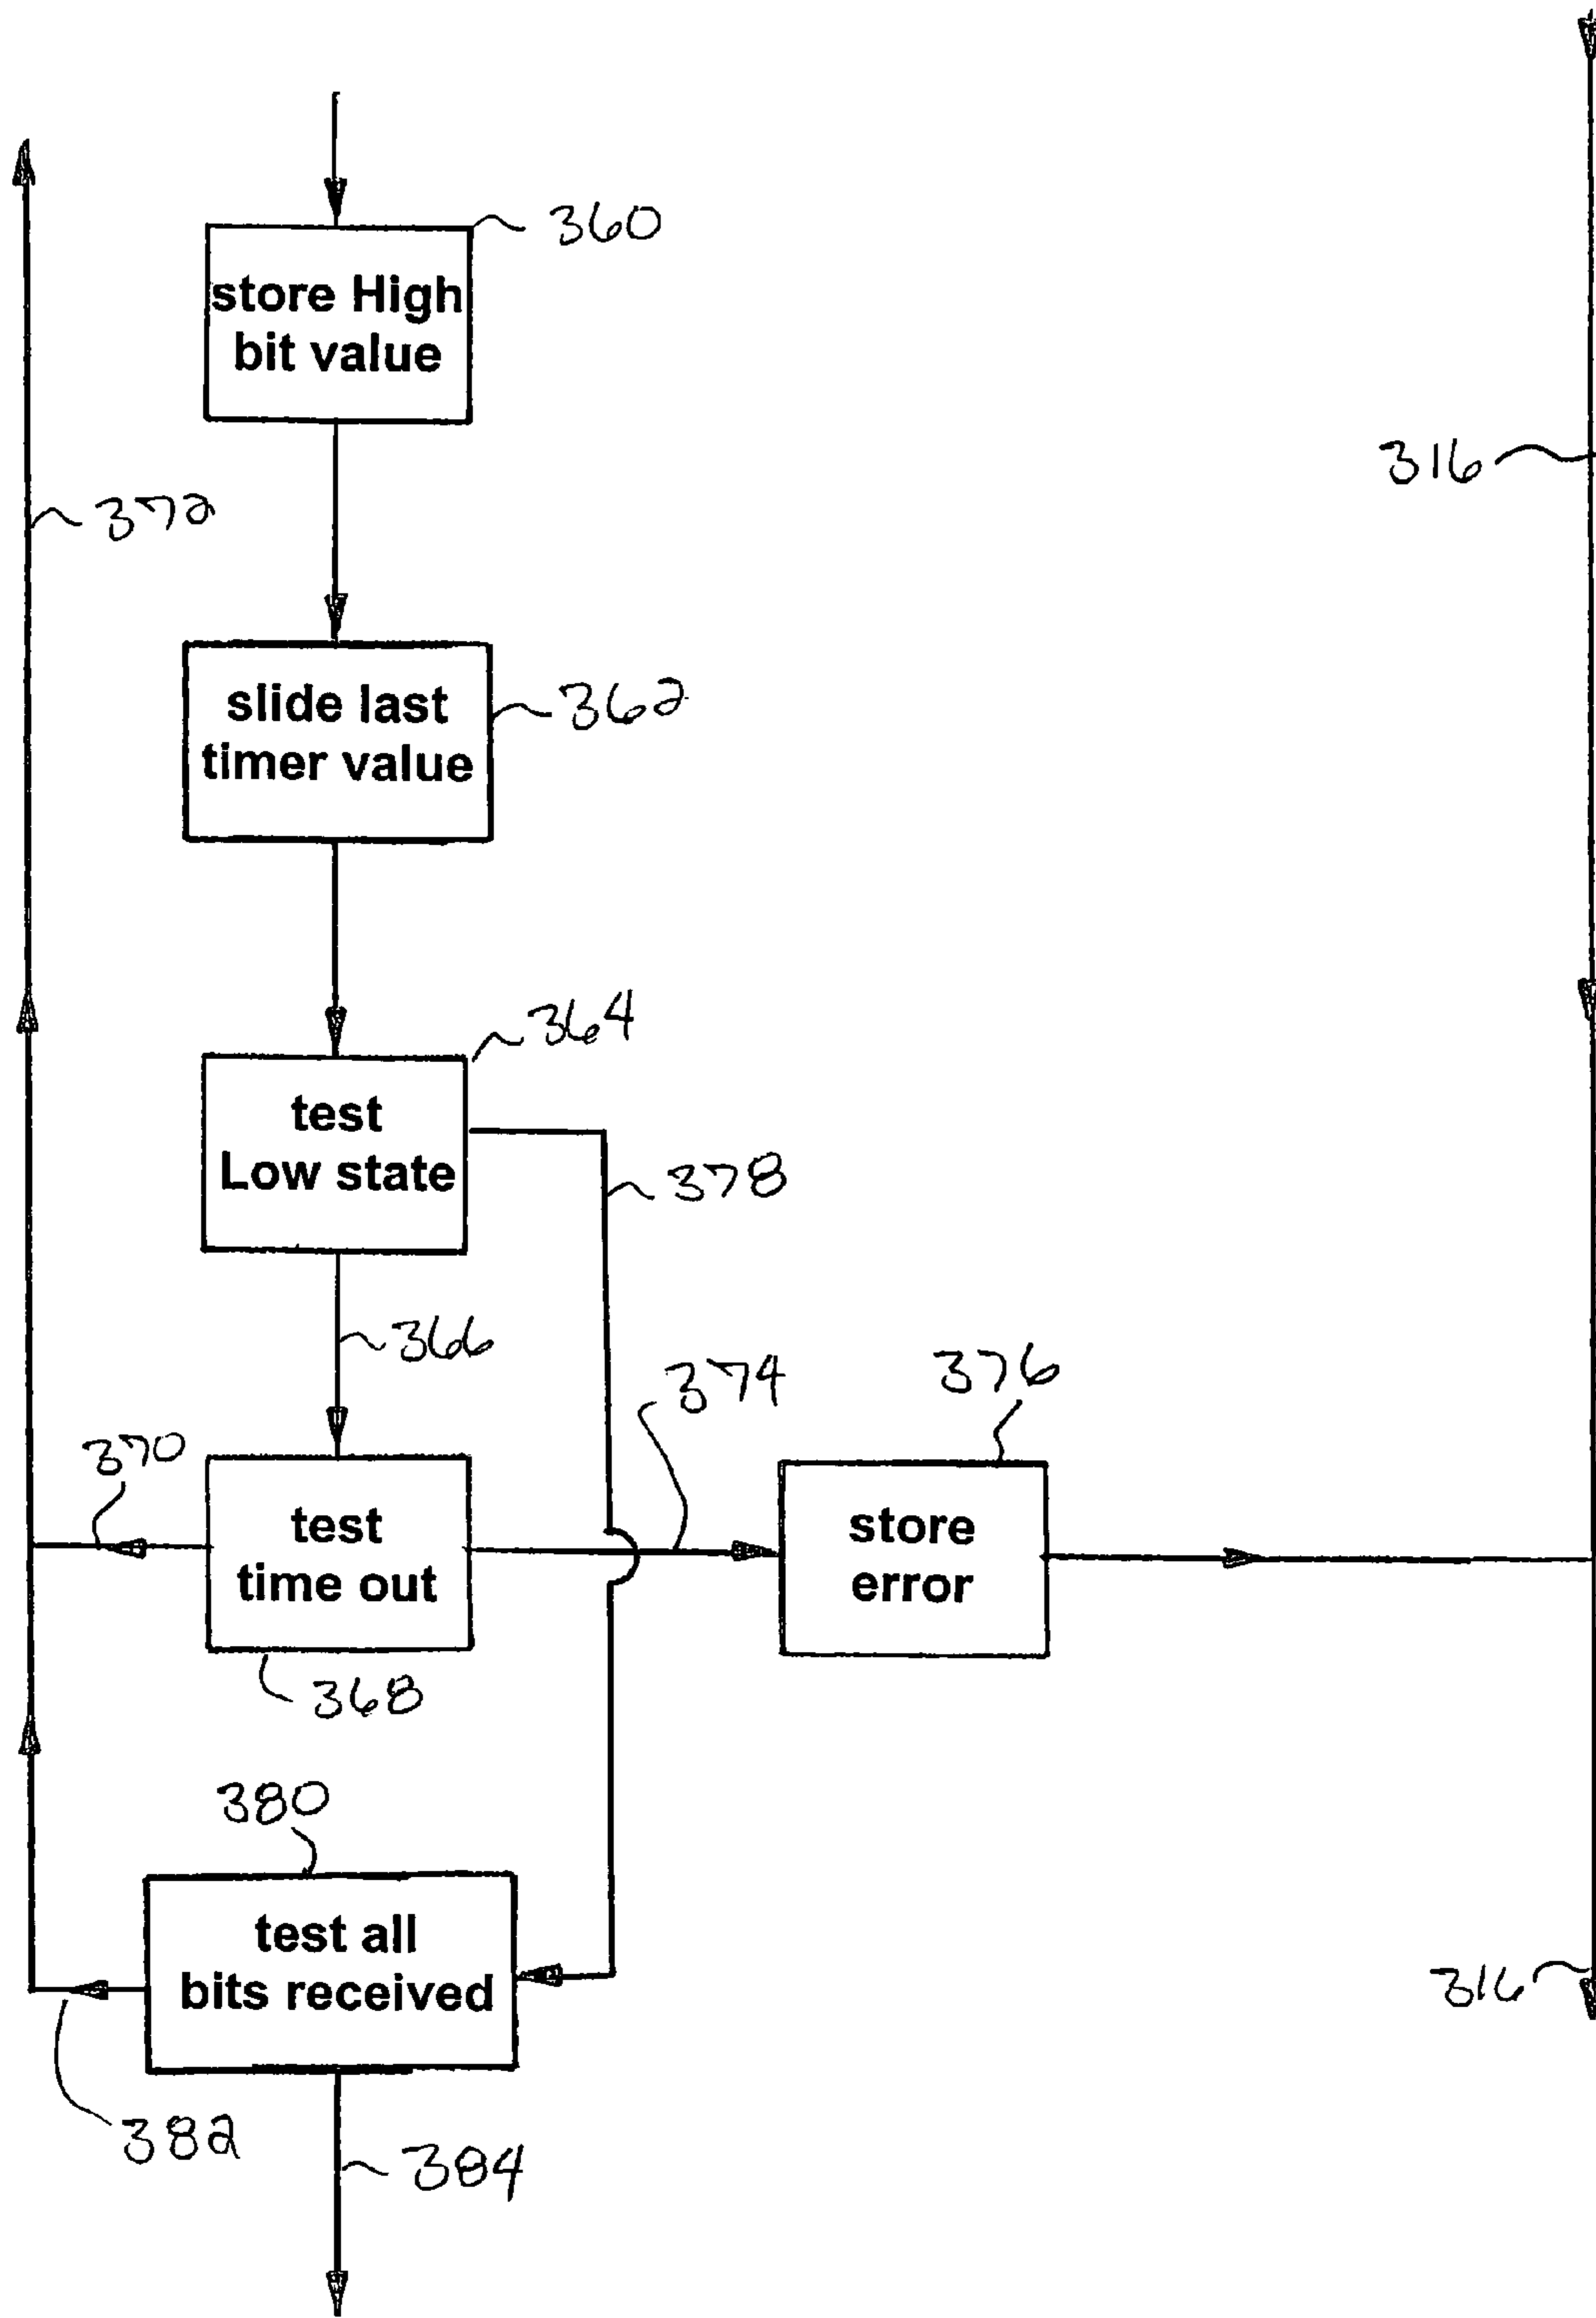 360
store High
bit value
316
372
slide last
timer value
362
364
test
Low state
378
366
374
376
370
test
time out
store
error
368
380
test all
bits received
316
382
384